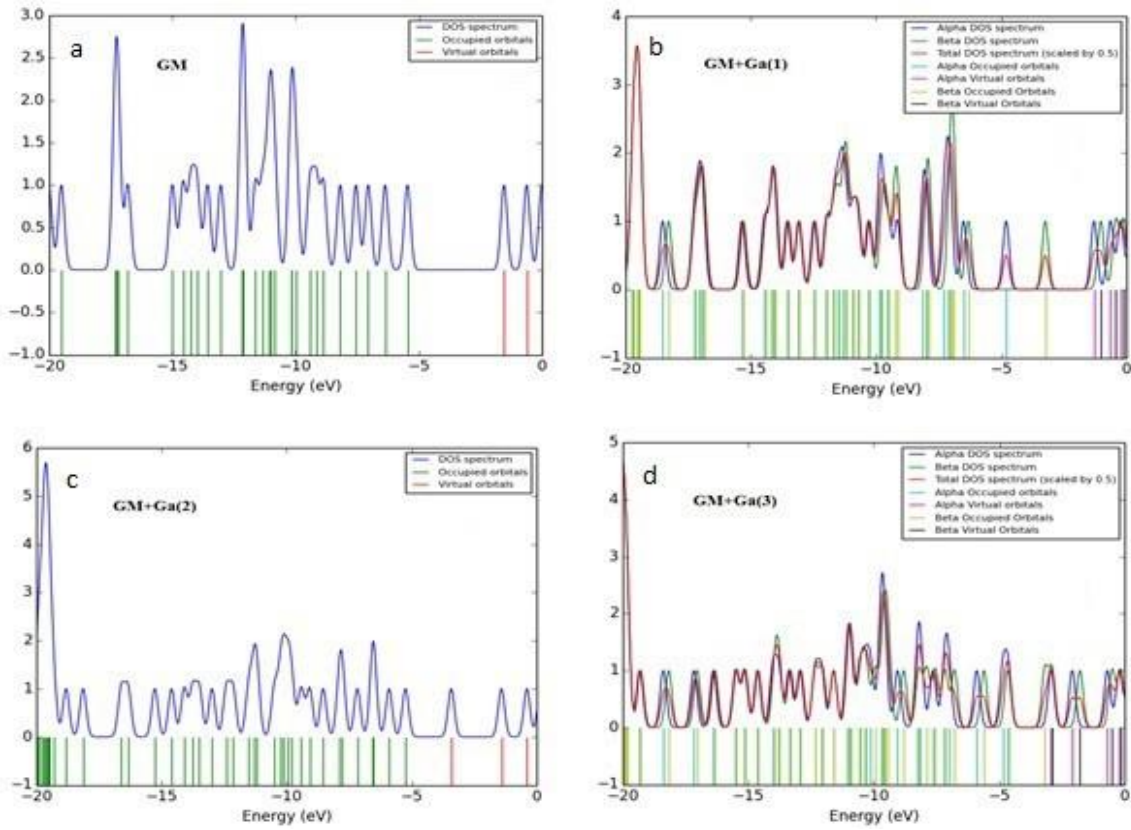 a
GM
DOS spectrum
Occupied orbitals
Virtual orbitals
3.0
2.5
2.0
1.5
1.0
0.5
0.0
−0.5
−1.0
−20
−15
−10
−5
0
Energy (eV)
b
GM+Ga(1)
Alpha DOS spectrum
Beta DOS spectrum
Total DOS spectrum (scaled by 0.5)
Alpha Occupied orbitals
Alpha Virtual orbitals
Beta Occupied Orbitals
Beta Virtual Orbitals
4
3
2
1
0
−1
−20
−15
−10
−5
0
Energy (eV)
c
GM+Ga(2)
DOS spectrum
Occupied orbitals
Virtual orbitals
6
5
4
3
2
1
0
−1
−20
−15
−10
−5
0
Energy (eV)
d
GM+Ga(3)
Alpha DOS spectrum
Beta DOS spectrum
Total DOS spectrum (scaled by 0.5)
Alpha Occupied orbitals
Alpha Virtual orbitals
Beta Occupied Orbitals
Beta Virtual Orbitals
5
4
3
2
1
0
−1
−20
−15
−10
−5
0
Energy (eV)